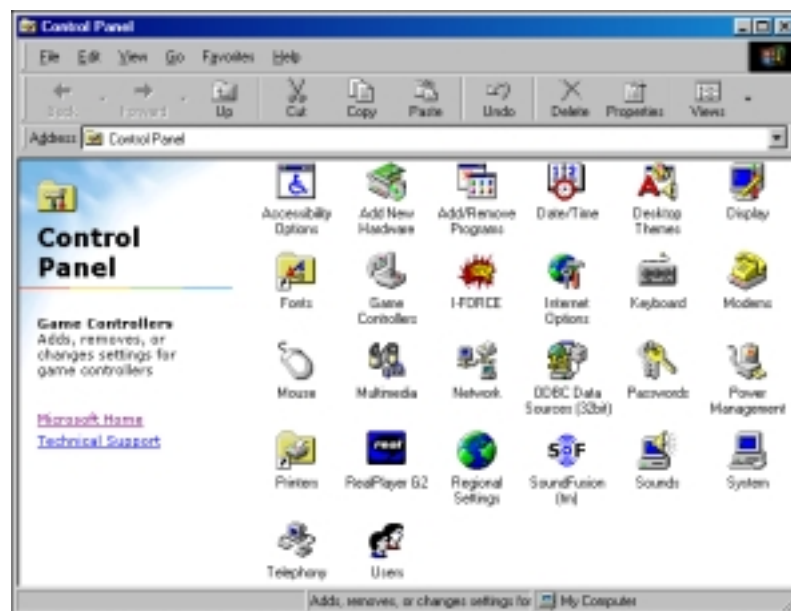 Control Panel
File Edit View Go Favorites Help
Back Forward Up Cut Copy Paste Undo Delete Properties Views
Address Control Panel
Control
Panel
Game Controllers
Adds, removes, or
changes settings for
game controllers
Microsoft Home
Technical Support
Accessibility
Options
Add New
Hardware
Add/Remove
Programs
Date/Time
Desktop
Themes
Display
Fonts
Game
Controllers
I-FORCE
Internet
Options
Keyboard
Modems
Mouse
Multimedia
Network
ODBC Data
Sources (32bit)
Passwords
Power
Management
Printers
real
RealPlayer G2
Regional
Settings
SoundFusion
(tm)
Sounds
System
Telephony
Users
Adds, removes, or changes settings for My Computer